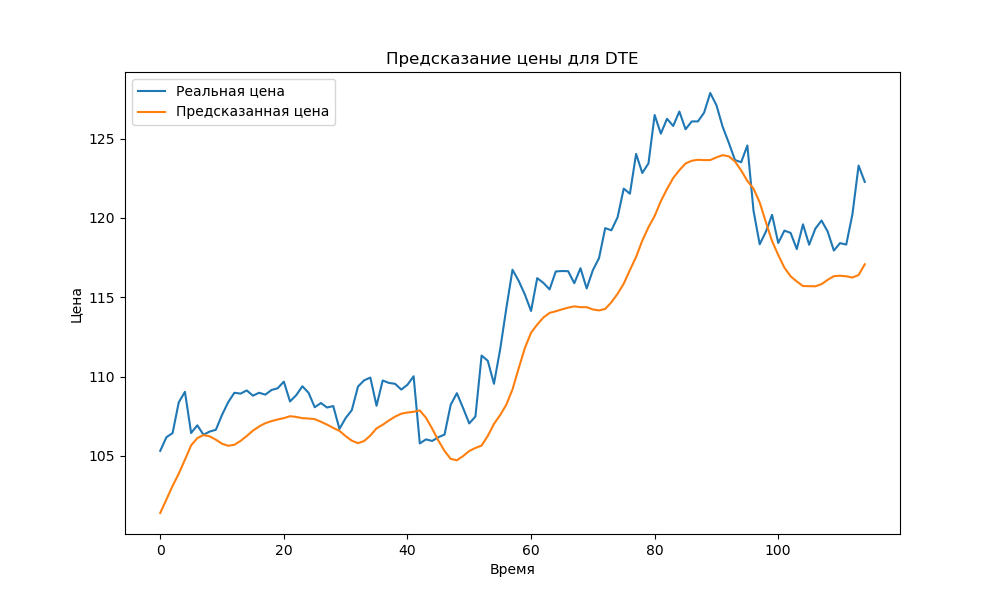 Предсказание цены для DTE
Реальная цена
Предсказанная цена
125
120
115
110
105
Цена
0 20 40 60 80 100
Время